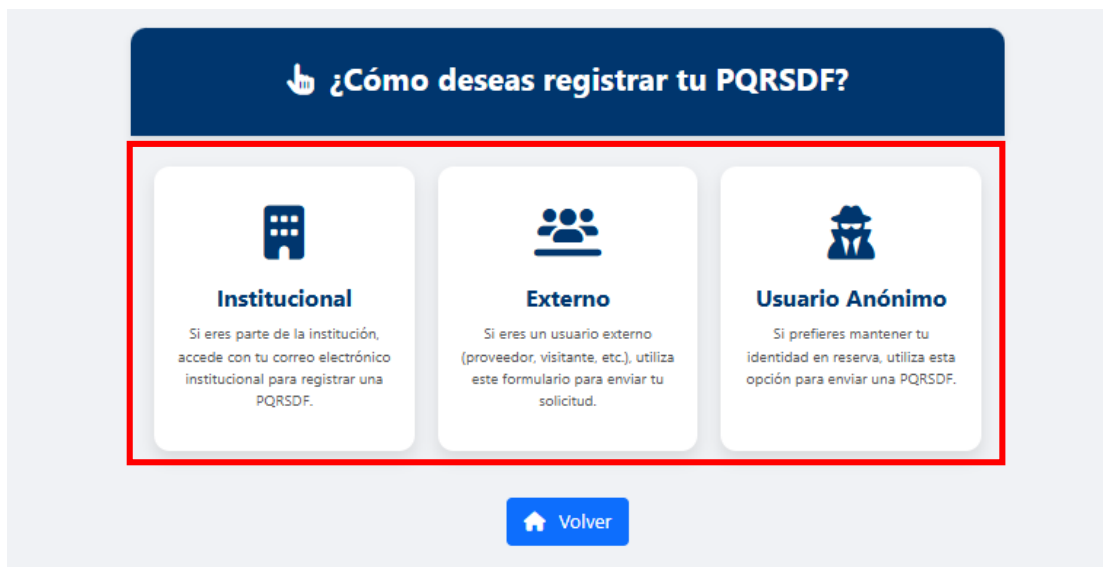 ¿Cómo deseas registrar tu PQRSDF?
Institucional
Si eres parte de la institución,
accede con tu correo electrónico
institucional para registrar una
PQRSDF.
Externo
Si eres un usuario externo
(proveedor, visitante, etc.), utiliza
este formulario para enviar tu
solicitud.
Usuario Anónimo
Si prefieres mantener tu
identidad en reserva, utiliza esta
opción para enviar una PQRSDF.
Volver